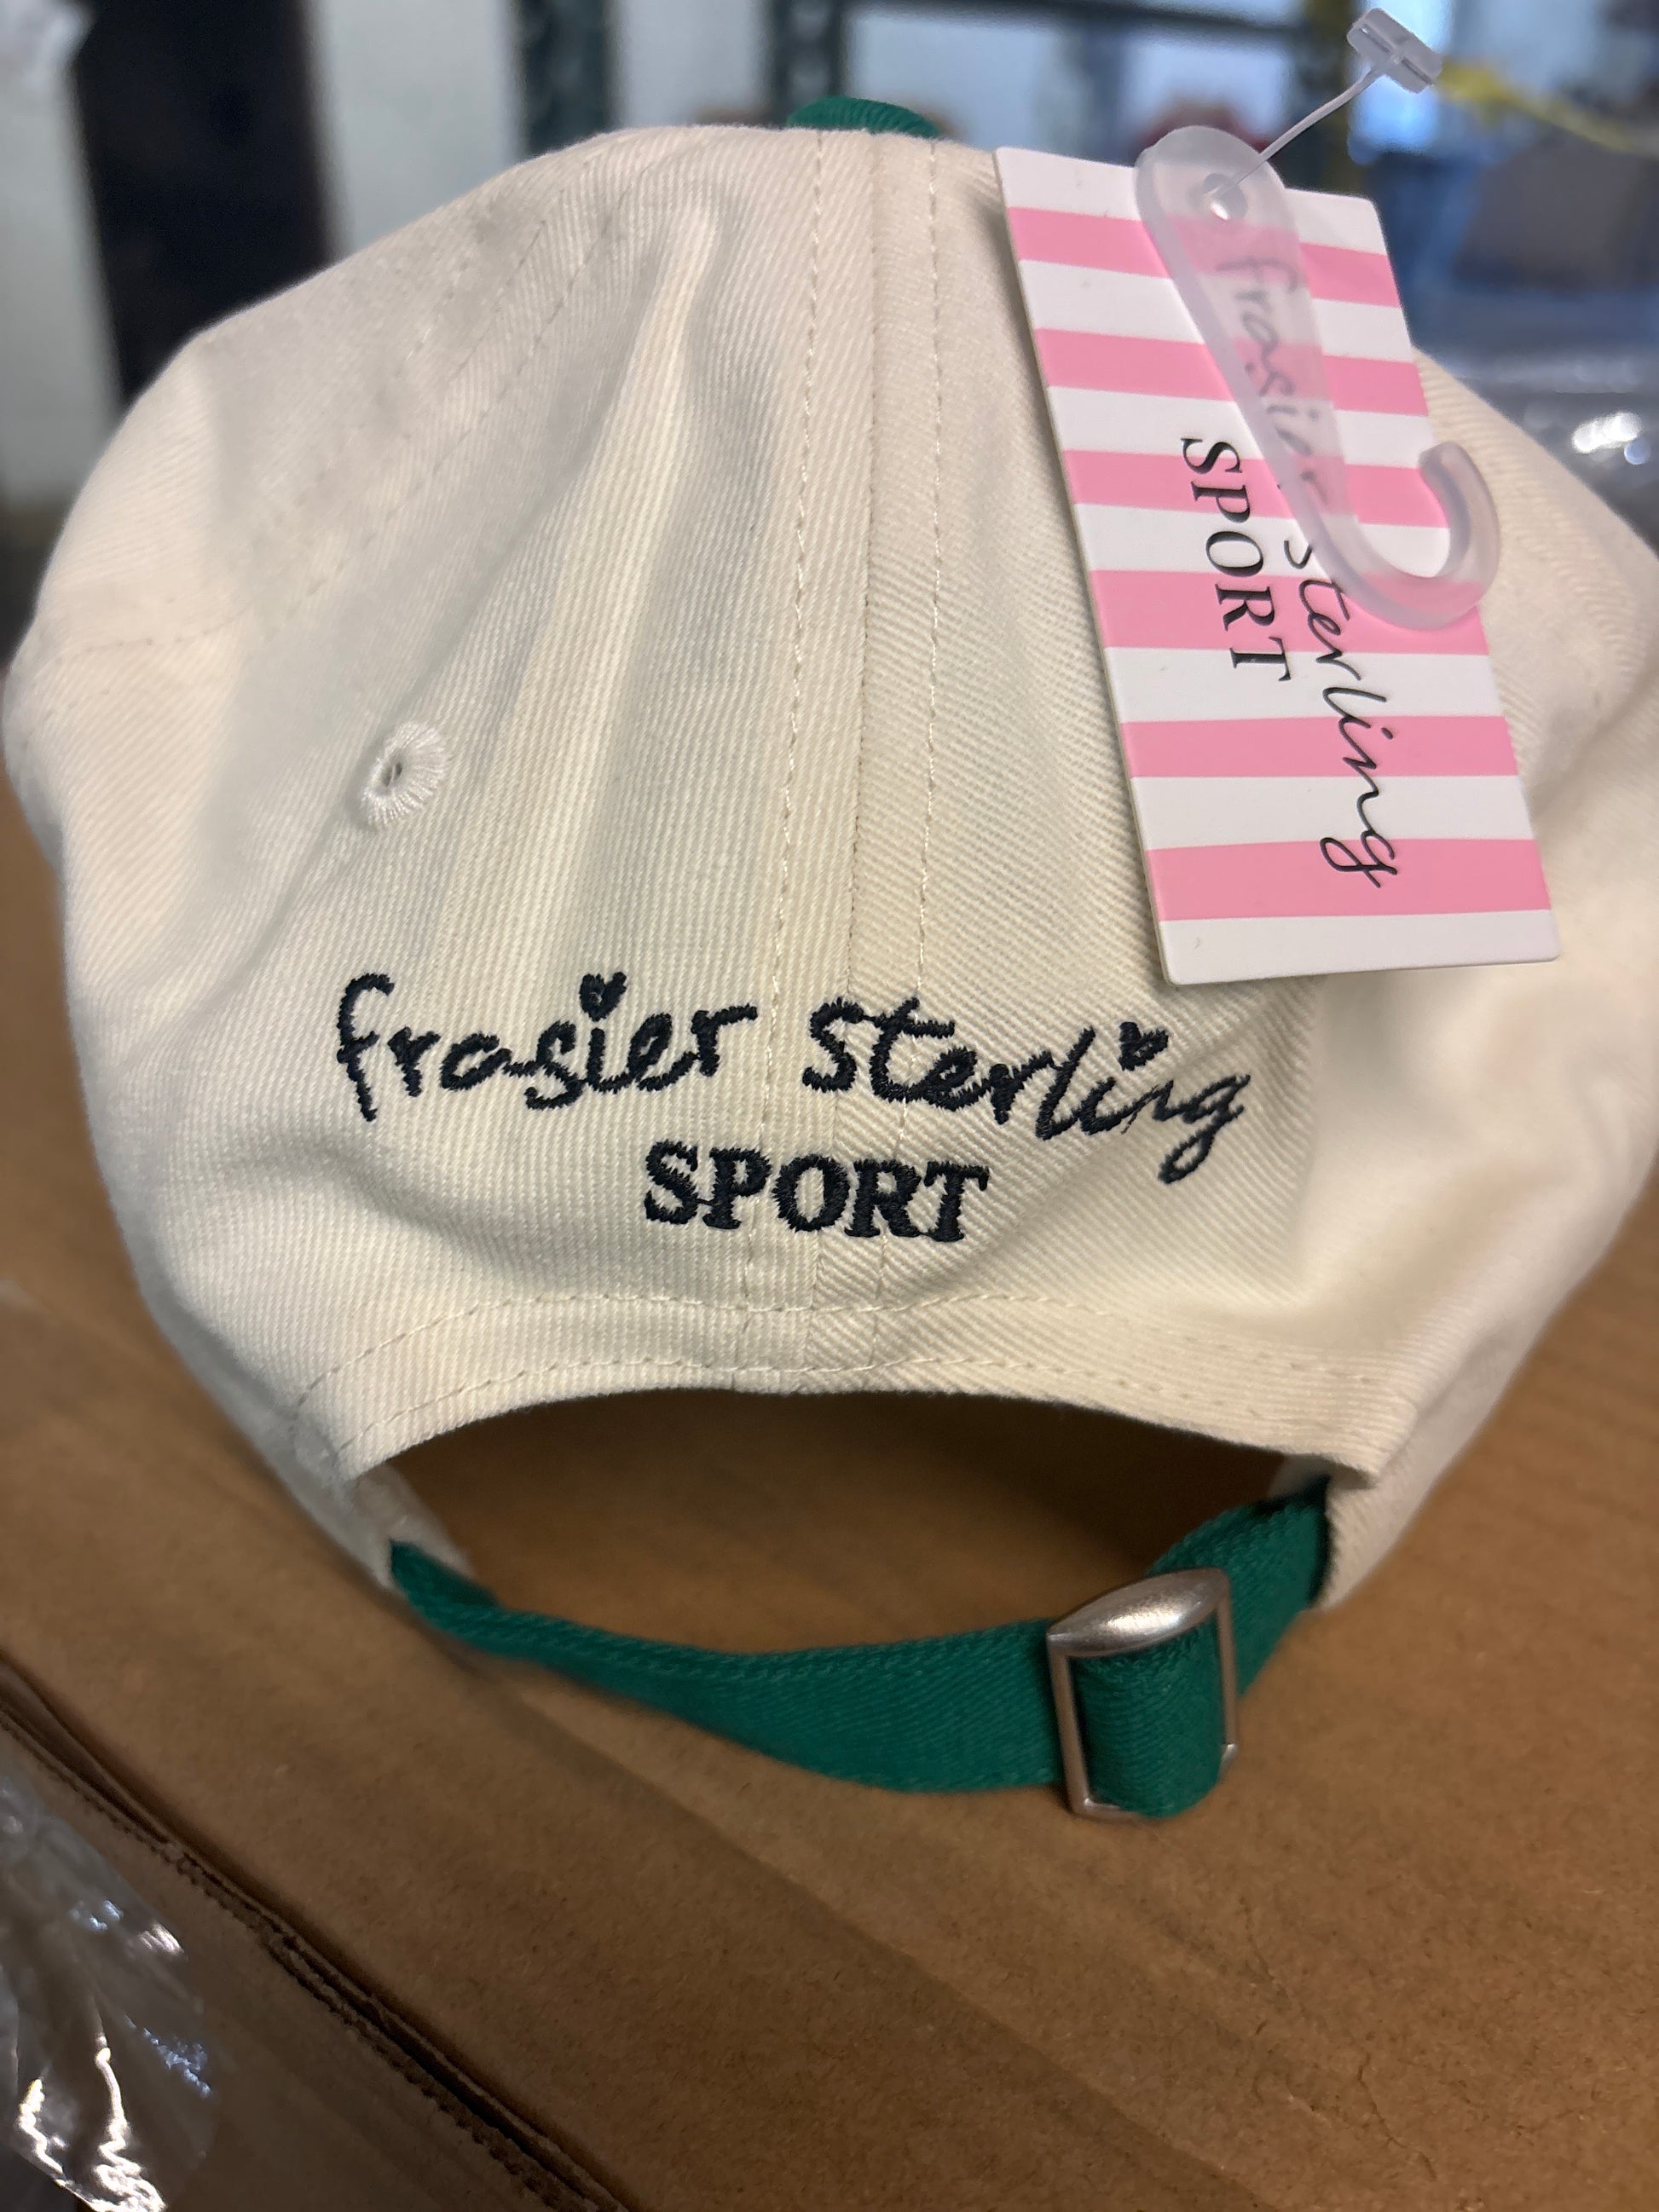 frasier sterling
SPORT
frasier sterling
SPORT